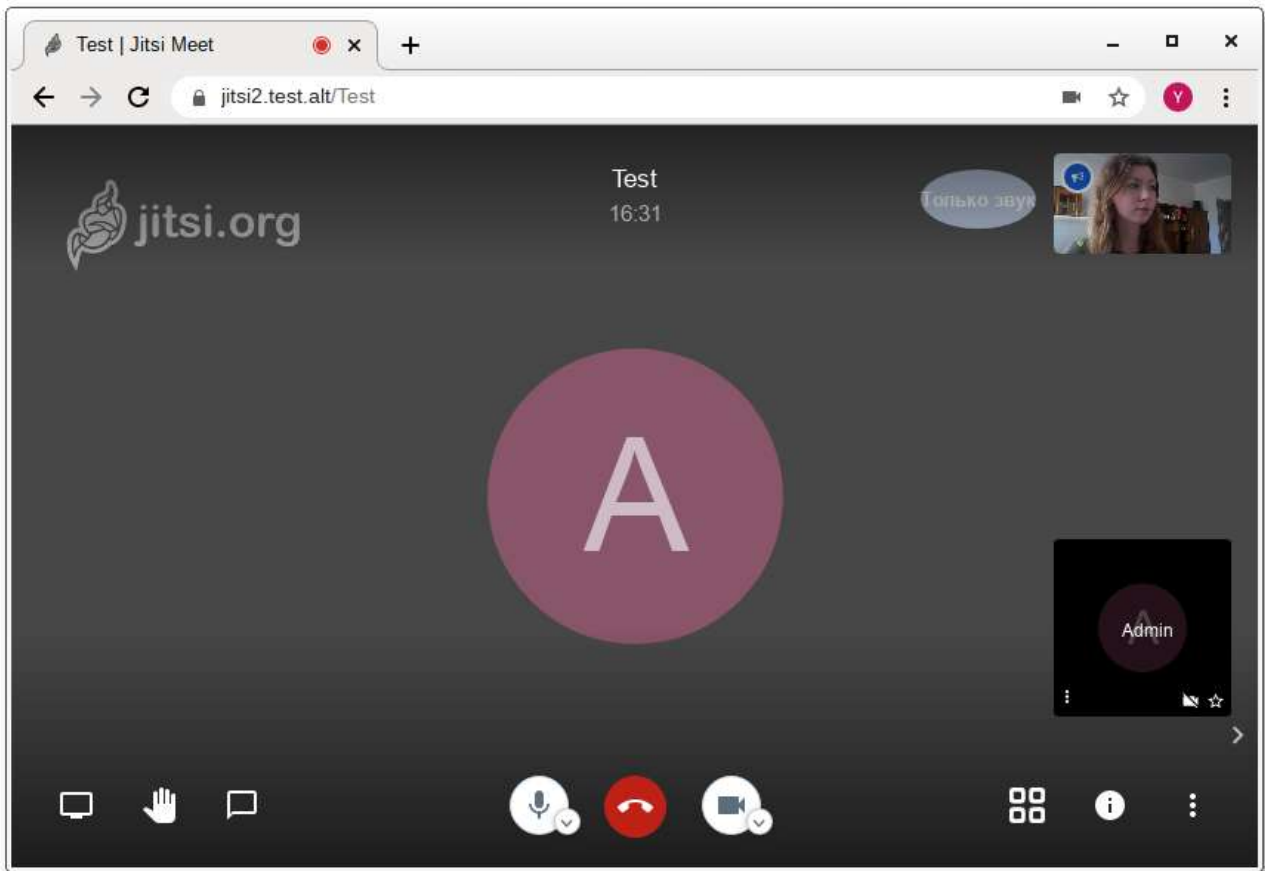 Test | Jitsi Meet
jitsi2.test.alt/Test
Y
jitsi.org
Test
16:31
Только звук
A
A
Admin